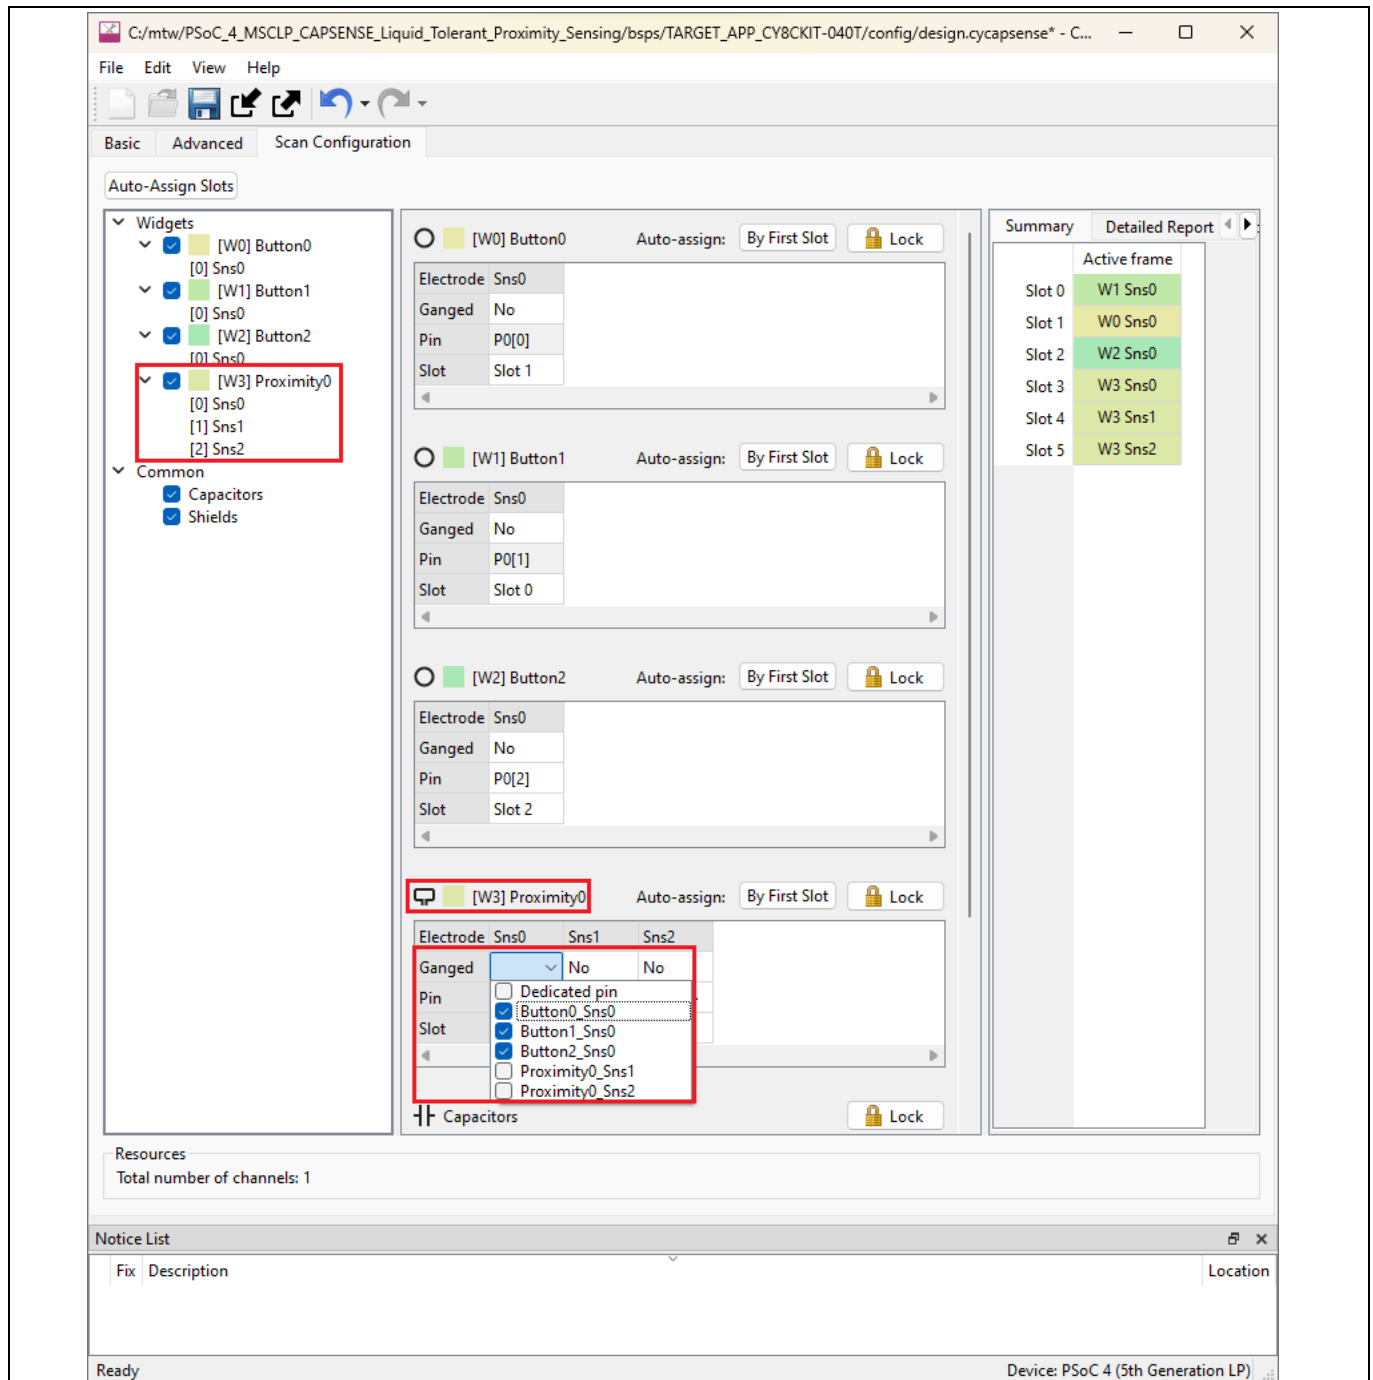 C:/mtw/PSoC_4_MSCLP_CAPSENSE_Liquid_Tolerant_Proximity_Sensing/bsps/TARGET_APP_CY8CKIT-040T/config/design.cycapsense* - C...
File Edit View Help
Basic Advanced Scan Configuration
Auto-Assign Slots
Widgets
[W0] Button0
[0] Sns0
[W1] Button1
[0] Sns0
[W2] Button2
[0] Sns0
[W3] Proximity0
[0] Sns0
[1] Sns1
[2] Sns2
Common
Capacitors
Shields
[W0] Button0 Auto-assign: By First Slot Lock
Electrode Sns0
Ganged No
Pin P0[0]
Slot Slot 1
[W1] Button1 Auto-assign: By First Slot Lock
Electrode Sns0
Ganged No
Pin P0[1]
Slot Slot 0
[W2] Button2 Auto-assign: By First Slot Lock
Electrode Sns0
Ganged No
Pin P0[2]
Slot Slot 2
[W3] Proximity0 Auto-assign: By First Slot Lock
Electrode Sns0 Sns1 Sns2
Ganged No No
Pin
Slot
Dedicated pin
Button0_Sns0
Button1_Sns0
Button2_Sns0
Proximity0_Sns1
Proximity0_Sns2
Capacitors Lock
Summary Detailed Report
Active frame
Slot 0 W1 Sns0
Slot 1 W0 Sns0
Slot 2 W2 Sns0
Slot 3 W3 Sns0
Slot 4 W3 Sns1
Slot 5 W3 Sns2
Resources
Total number of channels: 1
Notice List
Fix Description Location
Ready Device: PSoC 4 (5th Generation LP)